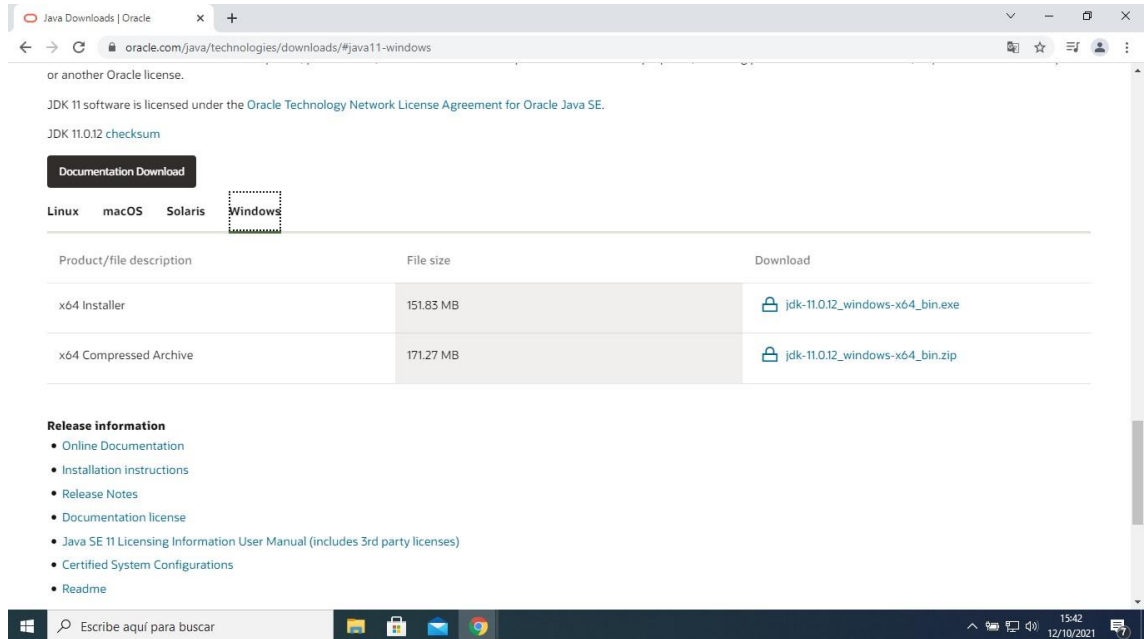 Java Downloads | Oracle
oracle.com/java/technologies/downloads/#java11-windows
or another Oracle license.
JDK 11 software is licensed under the Oracle Technology Network License Agreement for Oracle Java SE.
JDK 11.0.12 checksum
Documentation Download
Linux macOS Solaris Windows
Product/file description File size Download
x64 Installer 151.83 MB jdk-11.0.12_windows-x64_bin.exe
x64 Compressed Archive 171.27 MB jdk-11.0.12_windows-x64_bin.zip
Release information
• Online Documentation
• Installation instructions
• Release Notes
• Documentation license
• Java SE 11 Licensing Information User Manual (includes 3rd party licenses)
• Certified System Configurations
• Readme
Escribe aquí para buscar
15:42
12/10/2021
7